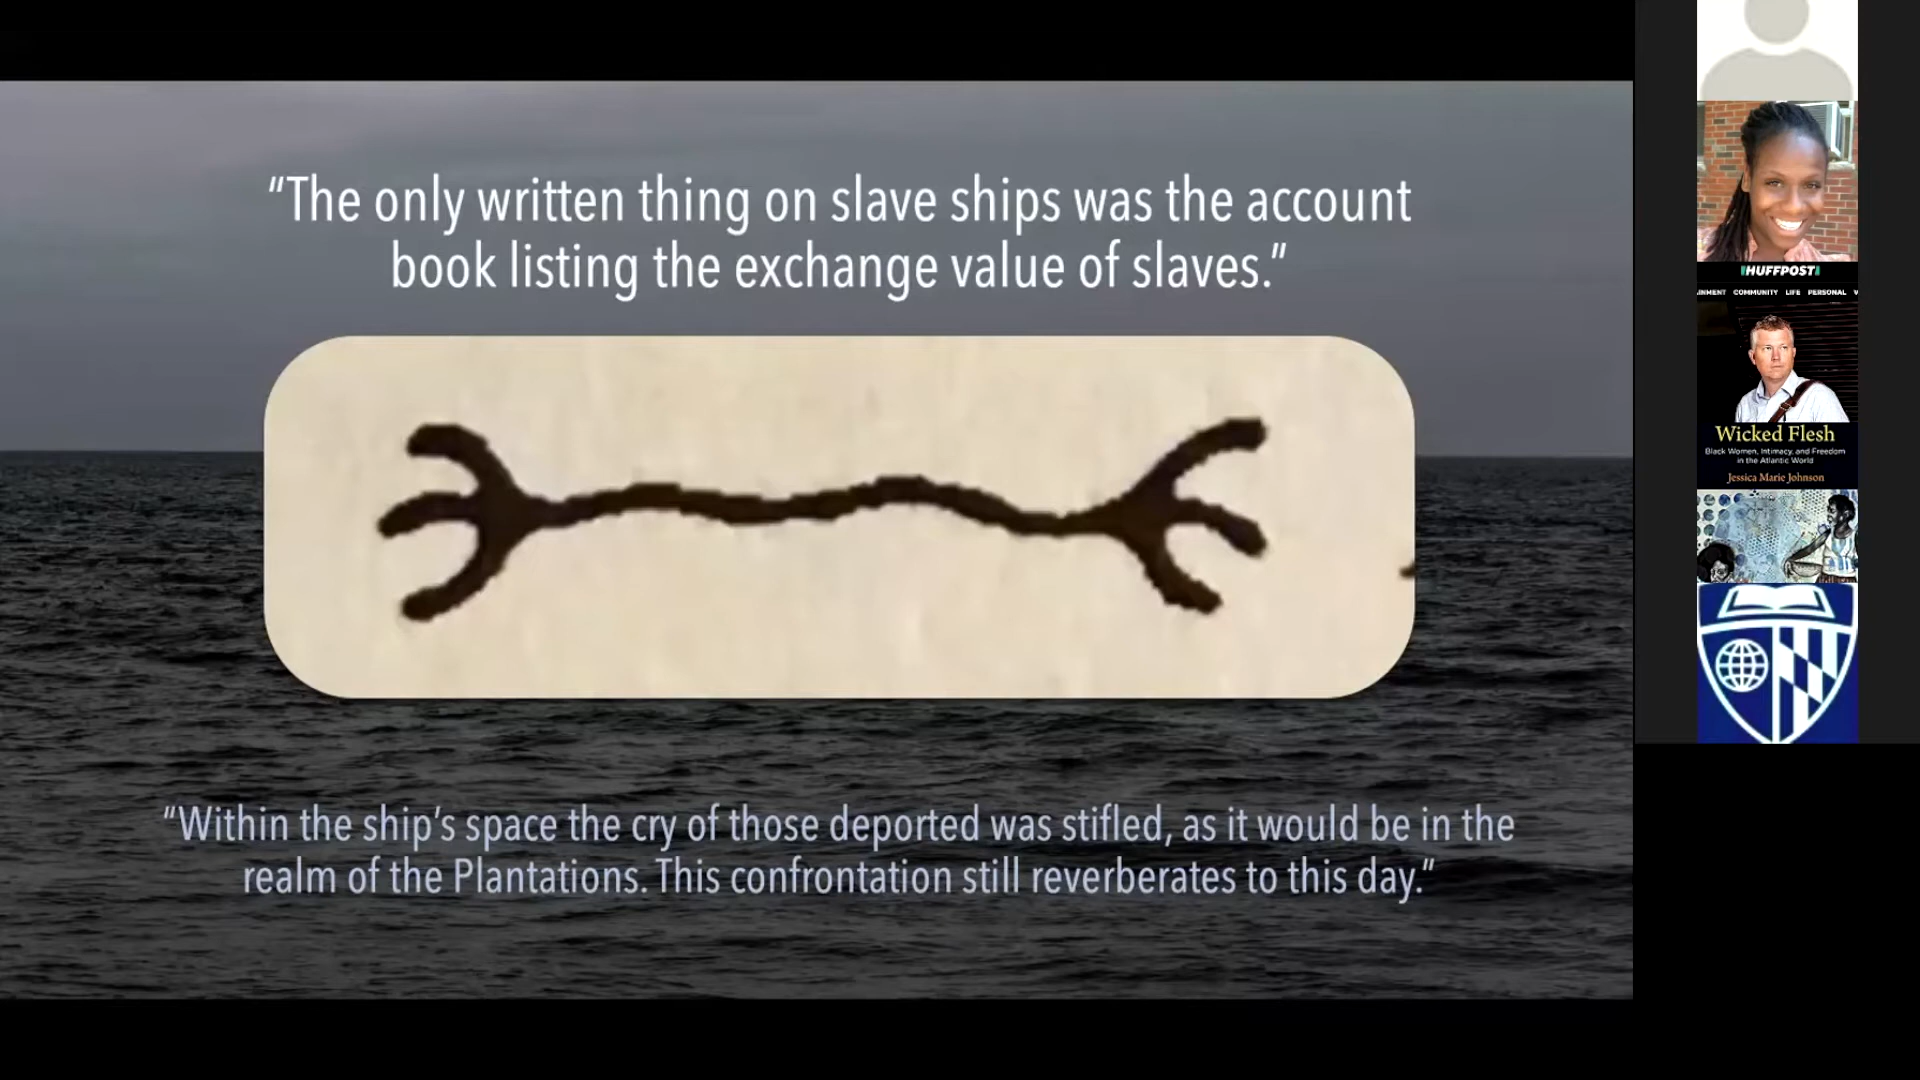 “The only written thing on slave ships was the account
book listing the exchange value of slaves.”
“Within the ship’s space the cry of those deported was stifled, as it would be in the
realm of the Plantations. This confrontation still reverberates to this day.”
HUFFPOST
INMENT COMMUNITY LIFE PERSONAL V
Wicked Flesh
Black Women, Intimacy, and Freedom
in the Atlantic World
Jessica Marie Johnson